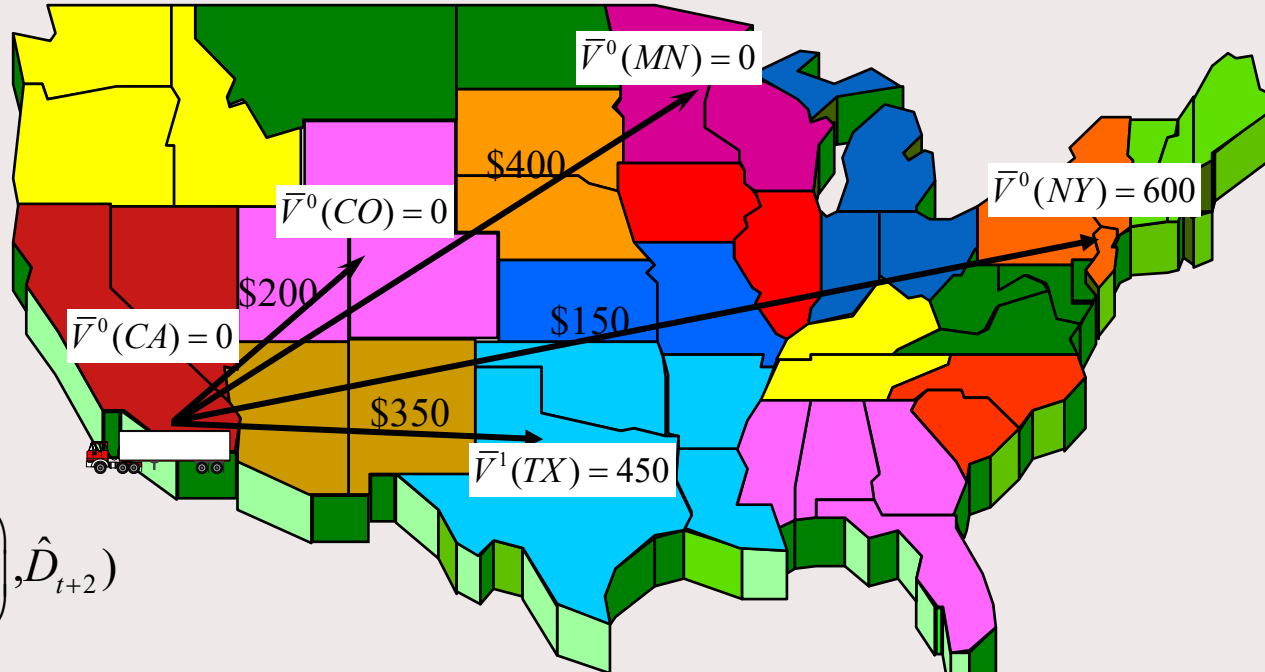 V̅⁰(MN) = 0
$400
V̅⁰(CO) = 0
V̅⁰(NY) = 600
$200
$150
V̅⁰(CA) = 0
$350
V̅¹(TX) = 450
),D̂ₜ₊₂)